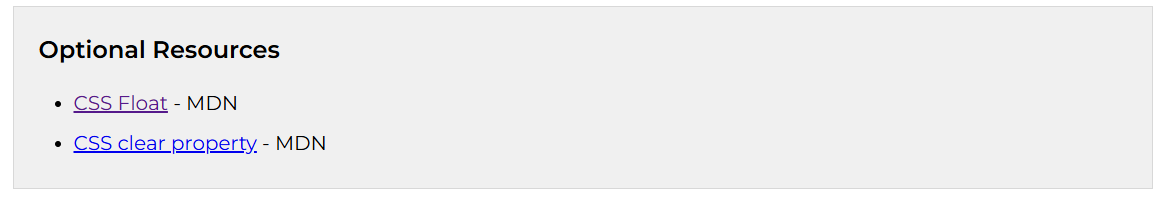 Optional Resources
CSS Float - MDN
CSS clear property - MDN